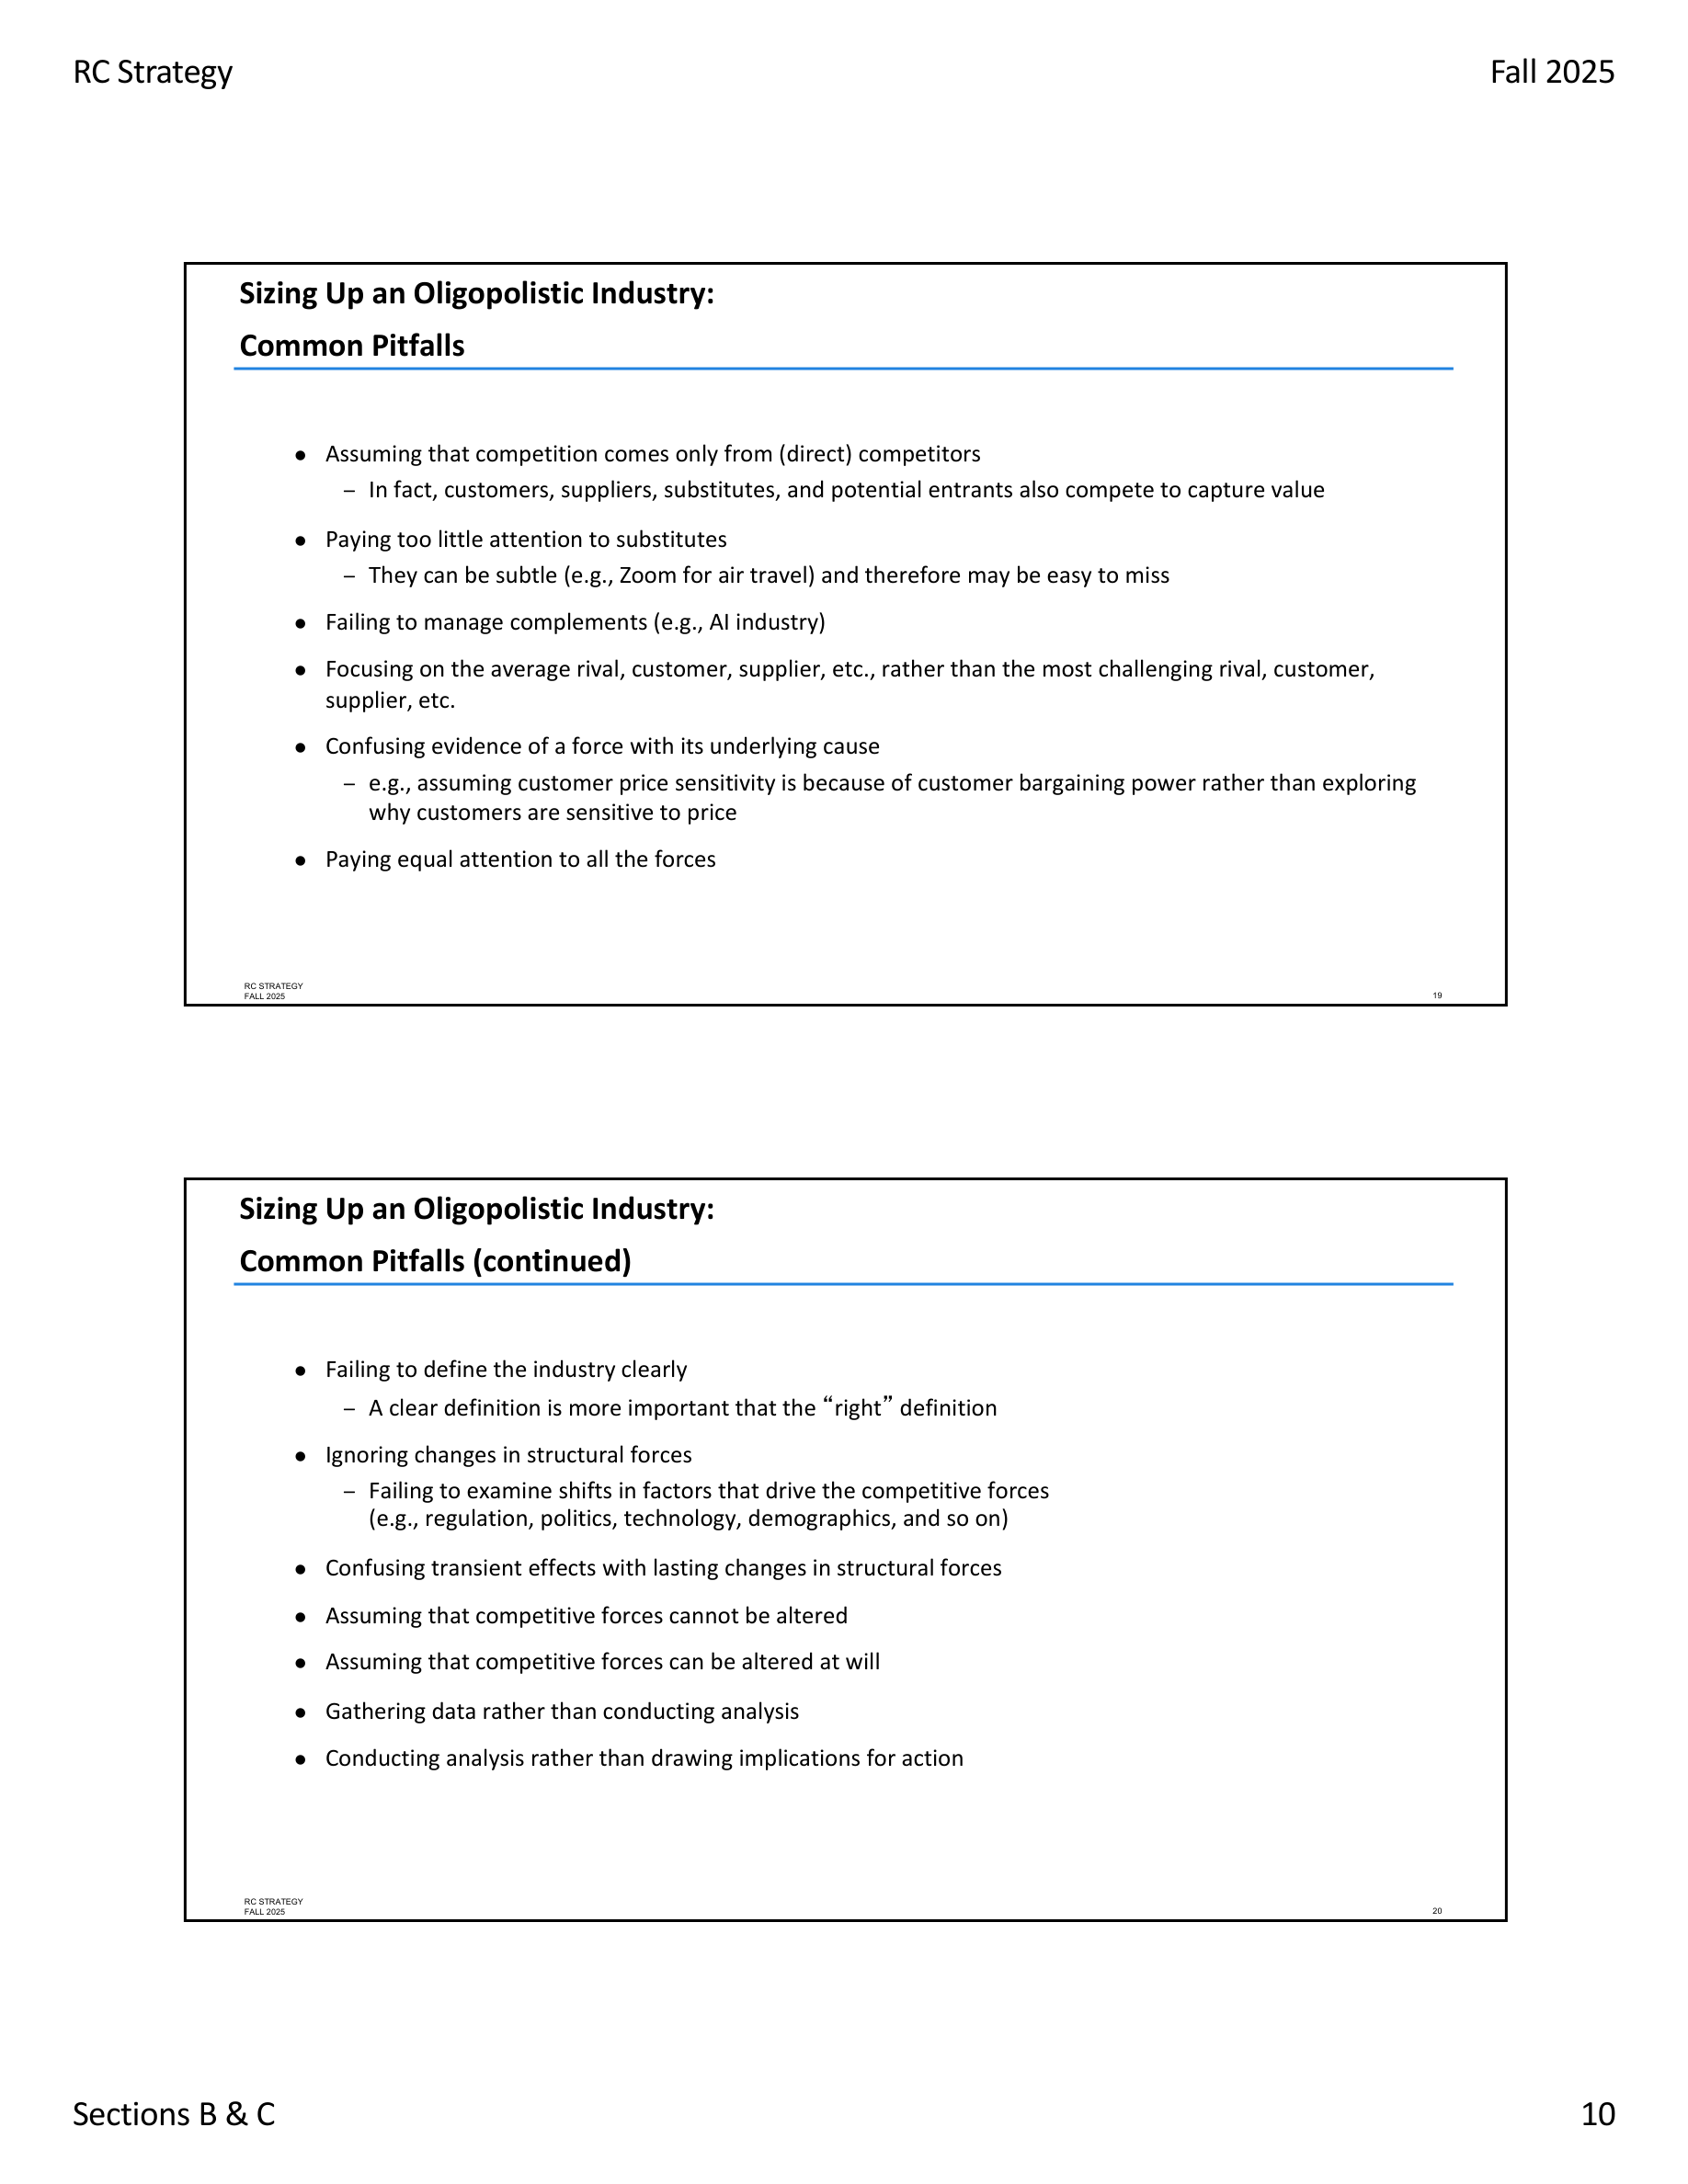 RC Strategy
Fall 2025
Sizing Up an Oligopolistic Industry:
Common Pitfalls
● Assuming that competition comes only from (direct) competitors
– In fact, customers, suppliers, substitutes, and potential entrants also compete to capture value
● Paying too little attention to substitutes
– They can be subtle (e.g., Zoom for air travel) and therefore may be easy to miss
● Failing to manage complements (e.g., AI industry)
● Focusing on the average rival, customer, supplier, etc., rather than the most challenging rival, customer,
supplier, etc.
● Confusing evidence of a force with its underlying cause
– e.g., assuming customer price sensitivity is because of customer bargaining power rather than exploring
why customers are sensitive to price
● Paying equal attention to all the forces
RC STRATEGY
FALL 2025
19
Sizing Up an Oligopolistic Industry:
Common Pitfalls (continued)
● Failing to define the industry clearly
– A clear definition is more important that the “right” definition
● Ignoring changes in structural forces
– Failing to examine shifts in factors that drive the competitive forces
(e.g., regulation, politics, technology, demographics, and so on)
● Confusing transient effects with lasting changes in structural forces
● Assuming that competitive forces cannot be altered
● Assuming that competitive forces can be altered at will
● Gathering data rather than conducting analysis
● Conducting analysis rather than drawing implications for action
RC STRATEGY
FALL 2025
20
Sections B & C
10